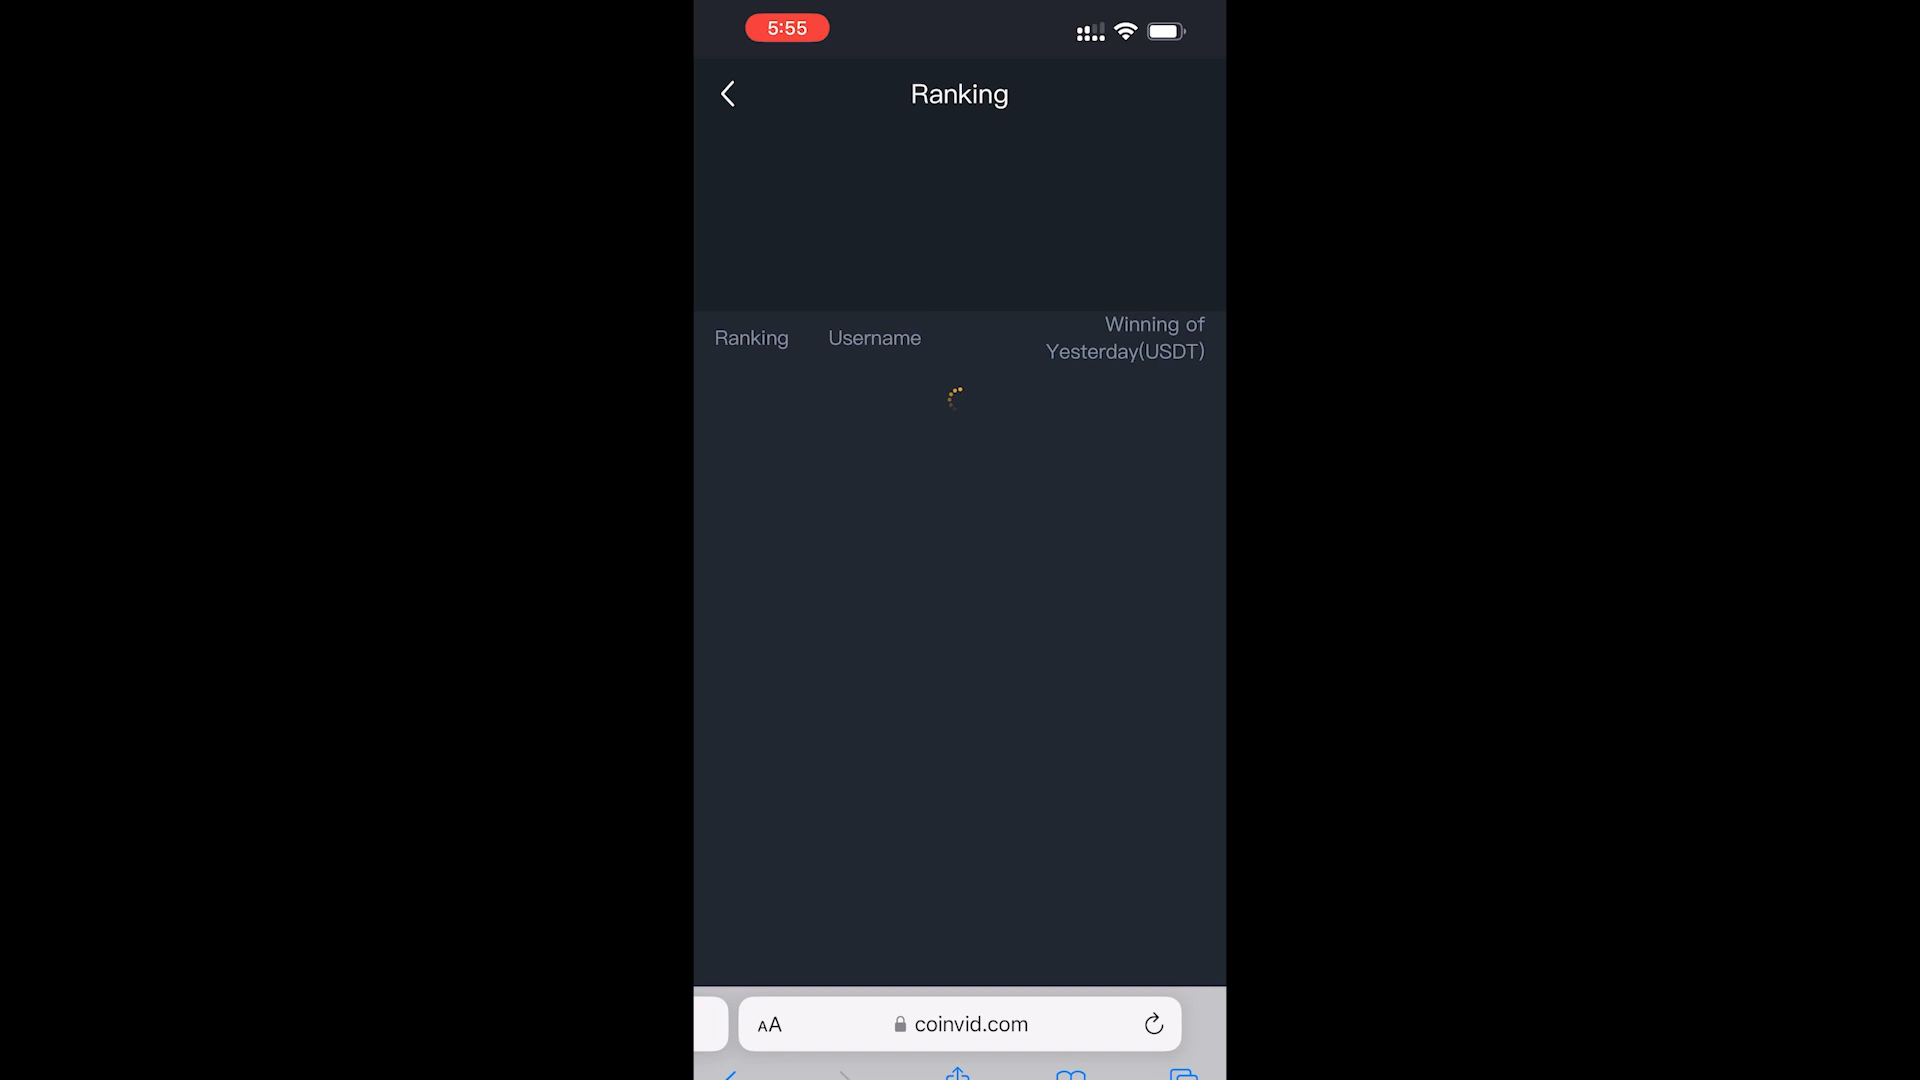 5:55
Ranking
Ranking
Username
Winning of
Yesterday(USDT)
AA
coinvid.com